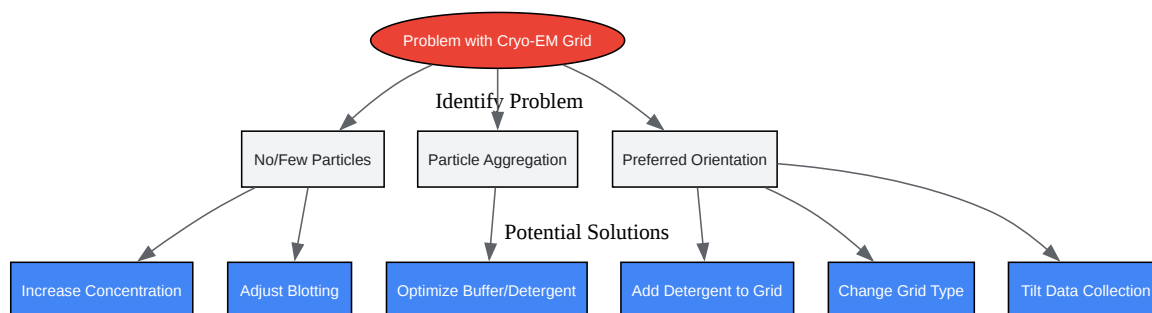 Problem with Cryo-EM Grid
Identify Problem
No/Few Particles
Particle Aggregation
Preferred Orientation
Potential Solutions
Increase Concentration
Adjust Blotting
Optimize Buffer/Detergent
Add Detergent to Grid
Change Grid Type
Tilt Data Collection